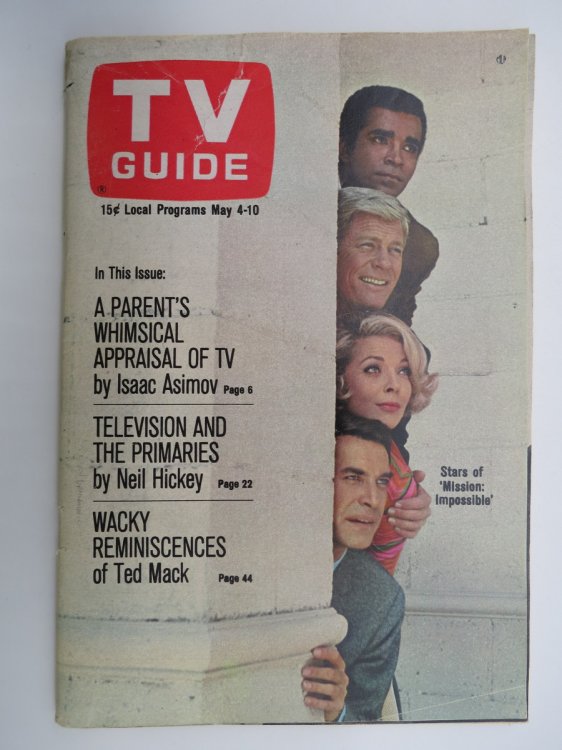 TV
GUIDE
®
15¢ Local Programs May 4-10
In This Issue:
A PARENT'S
WHIMSICAL
APPRAISAL OF TV
by Isaac Asimov Page 6
TELEVISION AND
THE PRIMARIES
by Neil Hickey Page 22
WACKY
REMINISCENCES
of Ted Mack Page 44
Stars of
'Mission:
Impossible'